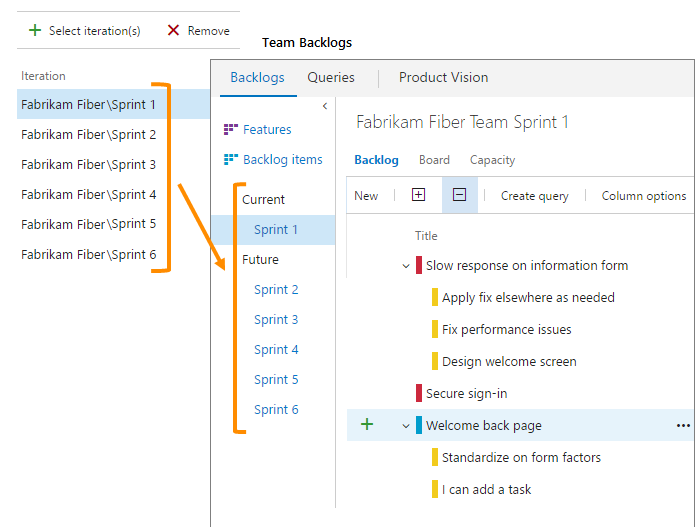 Select iteration(s) Remove
Team Backlogs
Iteration
Fabrikam Fiber\Sprint 1
Fabrikam Fiber\Sprint 2
Fabrikam Fiber\Sprint 3
Fabrikam Fiber\Sprint 4
Fabrikam Fiber\Sprint 5
Fabrikam Fiber\Sprint 6
Backlogs Queries Product Vision
Features
Backlog items
Current
Sprint 1
Future
Sprint 2
Sprint 3
Sprint 4
Sprint 5
Sprint 6
Fabrikam Fiber Team Sprint 1
Backlog Board Capacity
New Create query Column options
Title
Slow response on information form
Apply fix elsewhere as needed
Fix performance issues
Design welcome screen
Secure sign-in
Welcome back page
Standardize on form factors
I can add a task